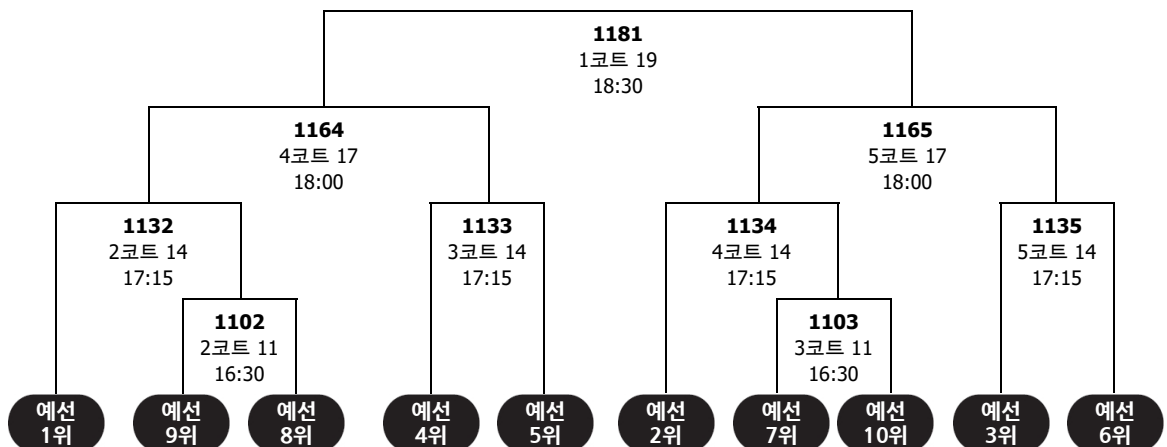 1181
1코트 19
18:30
1164
4코트 17
18:00
1165
5코트 17
18:00
1132
2코트 14
17:15
1133
3코트 14
17:15
1134
4코트 14
17:15
1135
5코트 14
17:15
1102
2코트 11
16:30
1103
3코트 11
16:30
예선
1위
예선
9위
예선
8위
예선
4위
예선
5위
예선
2위
예선
7위
예선
10위
예선
3위
예선
6위